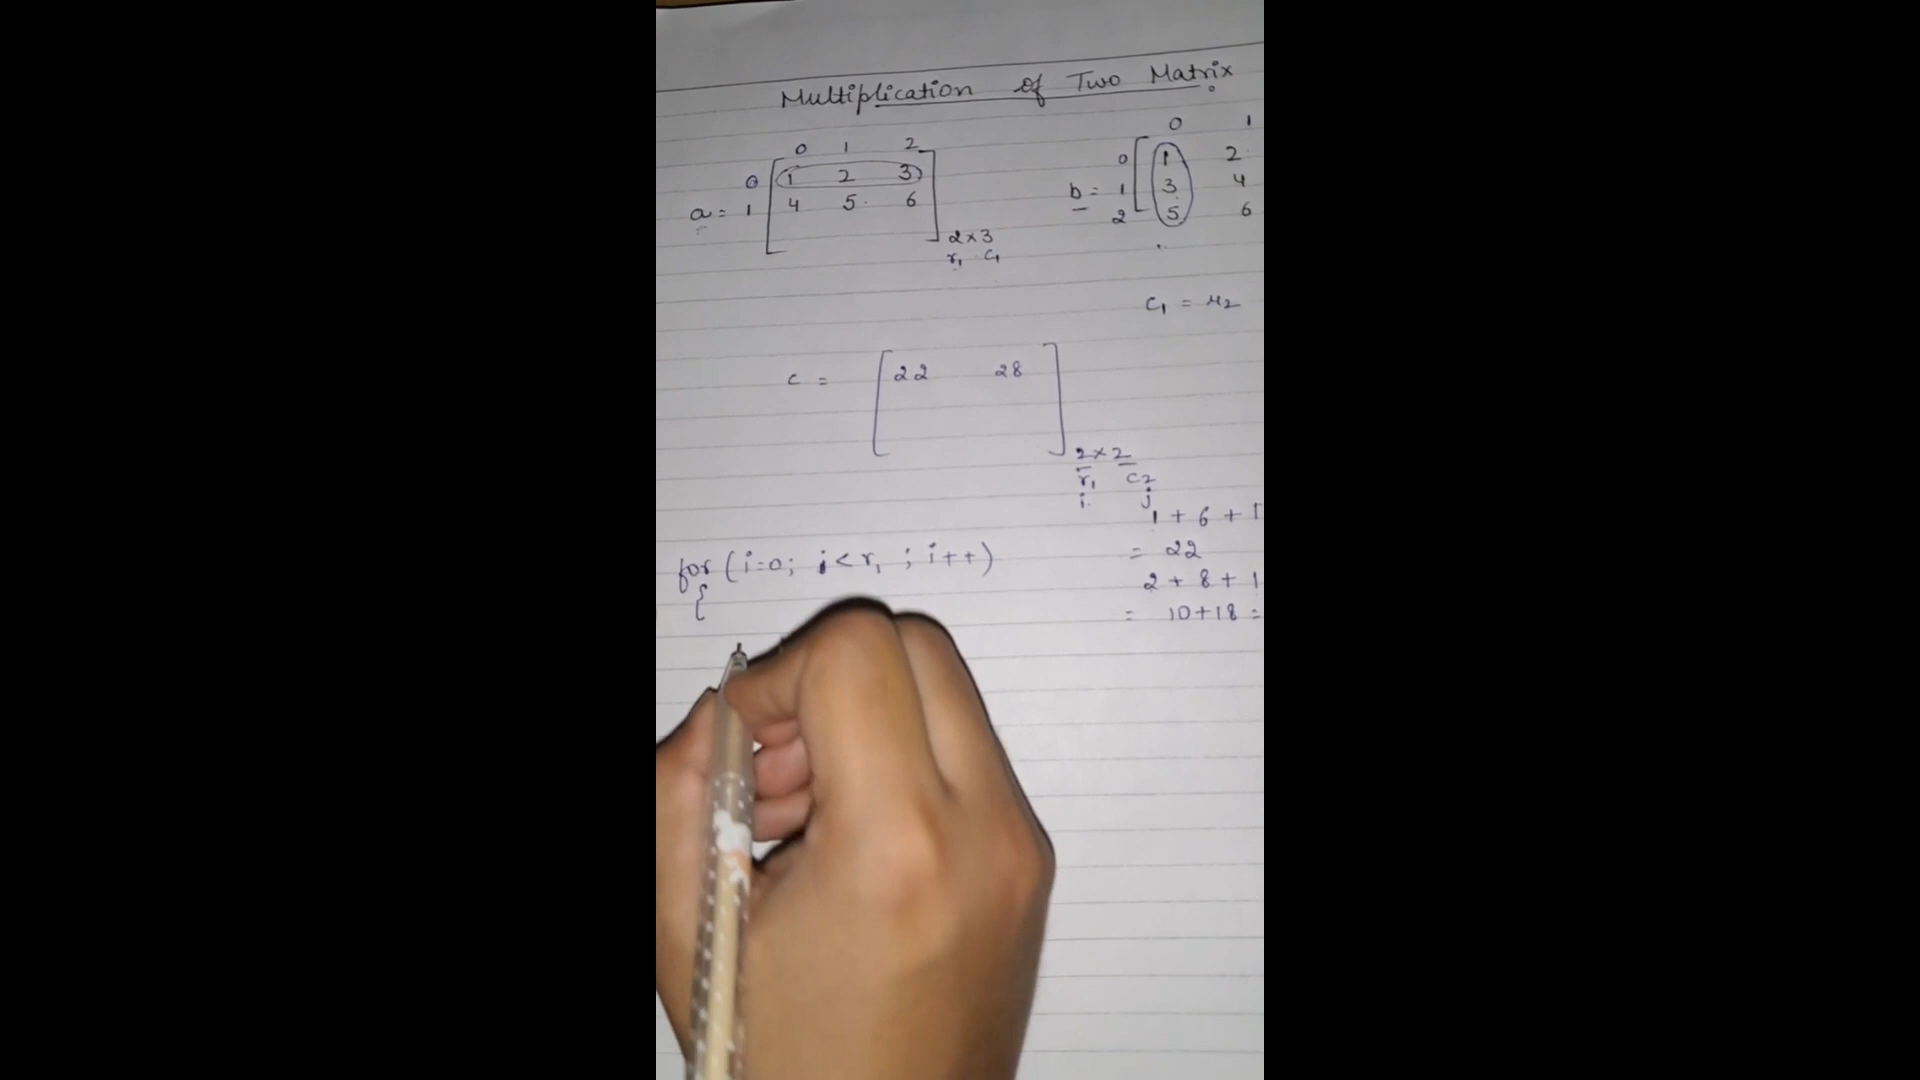 Multiplication of Two Matrix
0 1 2
0 1 2 3
a = 1 4 5 6
2 × 3
r₁ c₁
0 1
0 1 2
b = 1 3 4
2 5 6
c₁ = r₂
c = 22 28
2 × 2
r₁ c₂
i j
1 + 6 + 1
= 22
2 + 8 + 1
= 10 + 18 =
for (i=0; i < r₁ ; i++)
{